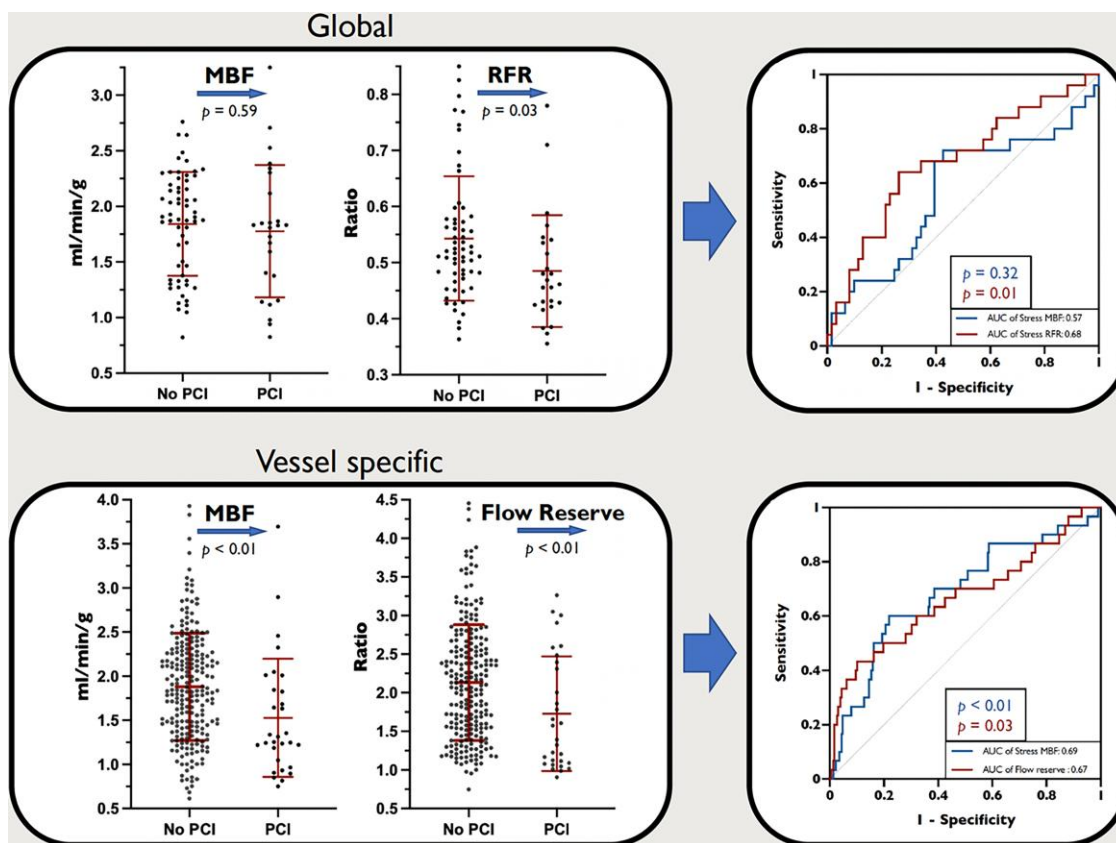 Global
MBF
p = 0.59
ml/min/g
3.0
2.5
2.0
1.5
1.0
0.5
No PCI
PCI
RFR
p = 0.03
Ratio
0.8
0.7
0.6
0.5
0.4
0.3
No PCI
PCI
Sensitivity
1
0.8
0.6
0.4
0.2
0
0
0.2
0.4
0.6
0.8
1
1 - Specificity
p = 0.32
p = 0.01
AUC of Stress MBF: 0.57
AUC of Stress RFR: 0.68
Vessel specific
MBF
p < 0.01
ml/min/g
4.0
3.5
3.0
2.5
2.0
1.5
1.0
0.5
No PCI
PCI
Flow Reserve
p < 0.01
Ratio
4.5
4.0
3.5
3.0
2.5
2.0
1.5
1.0
0.5
No PCI
PCI
Sensitivity
1
0.8
0.6
0.4
0.2
0
0
0.2
0.4
0.6
0.8
1
1 - Specificity
p < 0.01
p = 0.03
AUC of Stress MBF: 0.69
AUC of Flow reserve : 0.67